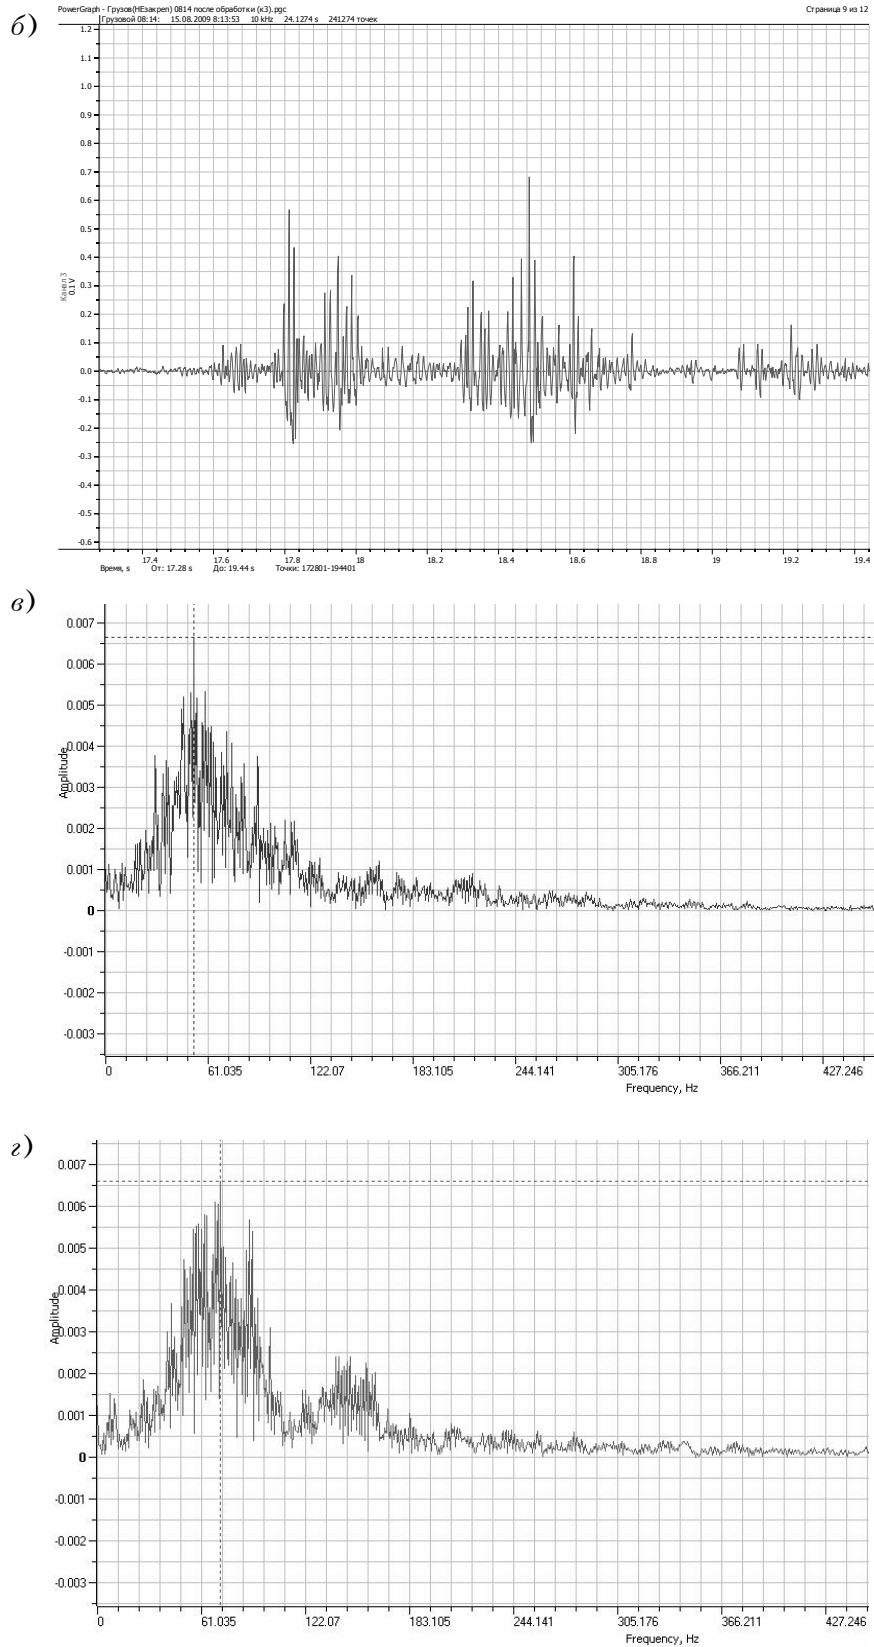 б)
PowerGraph - Грузов(НЕзакреп) 0814 после обработки (к3).pgc Страница 9 из 12
Грузовой 08:14: 15.08.2009 8:13:53 10 kHz 24.1274 s 241274 точек
1.2
1.1
1.0
0.9
0.8
0.7
0.6
0.5
0.4
0.3
0.2
0.1
0.0
-0.1
-0.2
-0.3
-0.4
-0.5
-0.6
Канал 3
0.1 V
17.4 17.6 17.8 18 18.2 18.4 18.6 18.8 19 19.2 19.4
Время, s От: 17.28 s До: 19.44 s Точки: 172801-194401
в)
0.007
0.006
0.005
0.004
0.003
0.002
0.001
0
-0.001
-0.002
-0.003
Amplitude
0 61.035 122.07 183.105 244.141 305.176 366.211 427.246
Frequency, Hz
г)
0.007
0.006
0.005
0.004
0.003
0.002
0.001
0
-0.001
-0.002
-0.003
Amplitude
0 61.035 122.07 183.105 244.141 305.176 366.211 427.246
Frequency, Hz